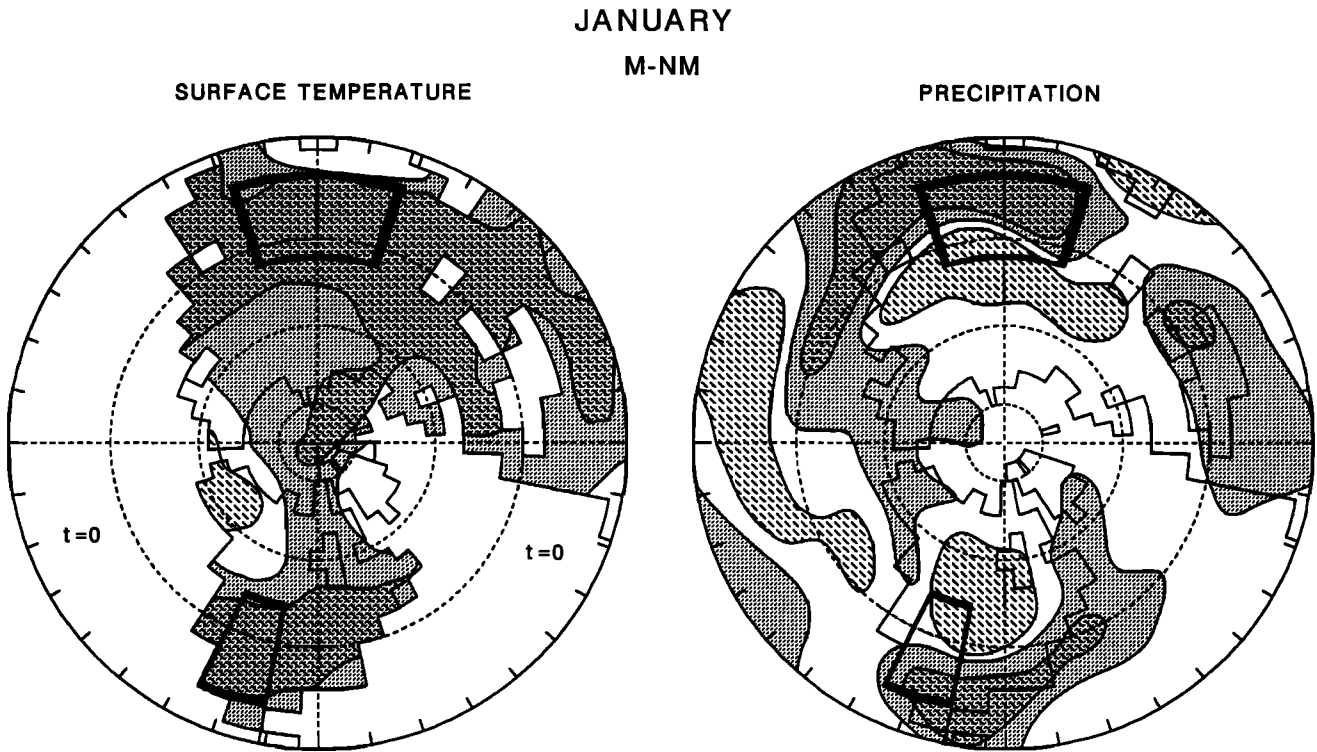 JANUARY
M-NM
SURFACE TEMPERATURE
PRECIPITATION
t=0
t=0